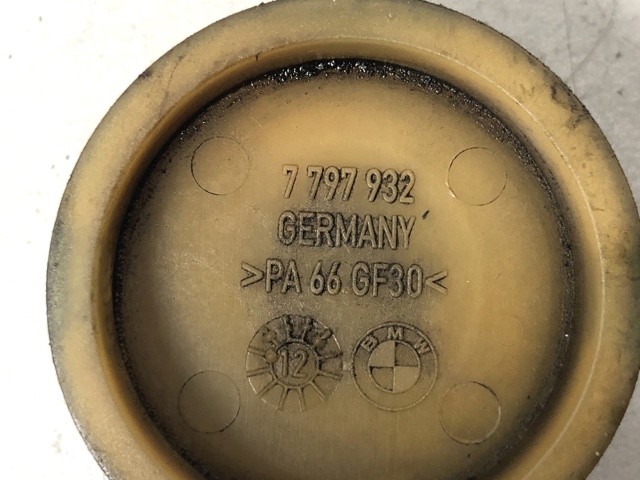 7 797 932
GERMANY
>PA 66 GF30<
12
BMW